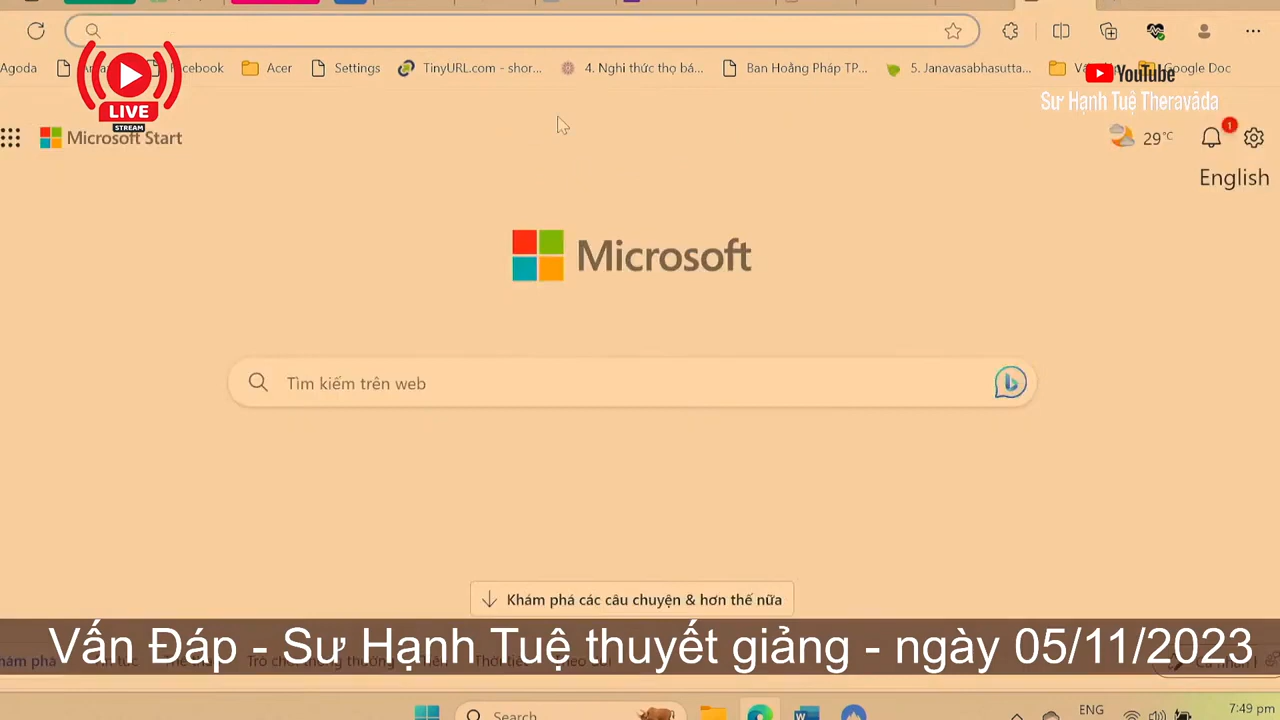 Agoda
cebook
Acer
Settings
TinyURL.com - shor...
4. Nghi thức thọ bá...
Ban Hoằng Pháp TP...
5. Janavasabhasutta...
Google Doc
LIVE
STREAM
YouTube
Sư Hạnh Tuệ Theravāda
Microsoft Start
29°C
1
English
Microsoft
Tìm kiếm trên web
Khám phá các câu chuyện & hơn thế nữa
Vấn Đáp - Sư Hạnh Tuệ thuyết giảng - ngày 05/11/2023
Search
ENG
7:49 pm